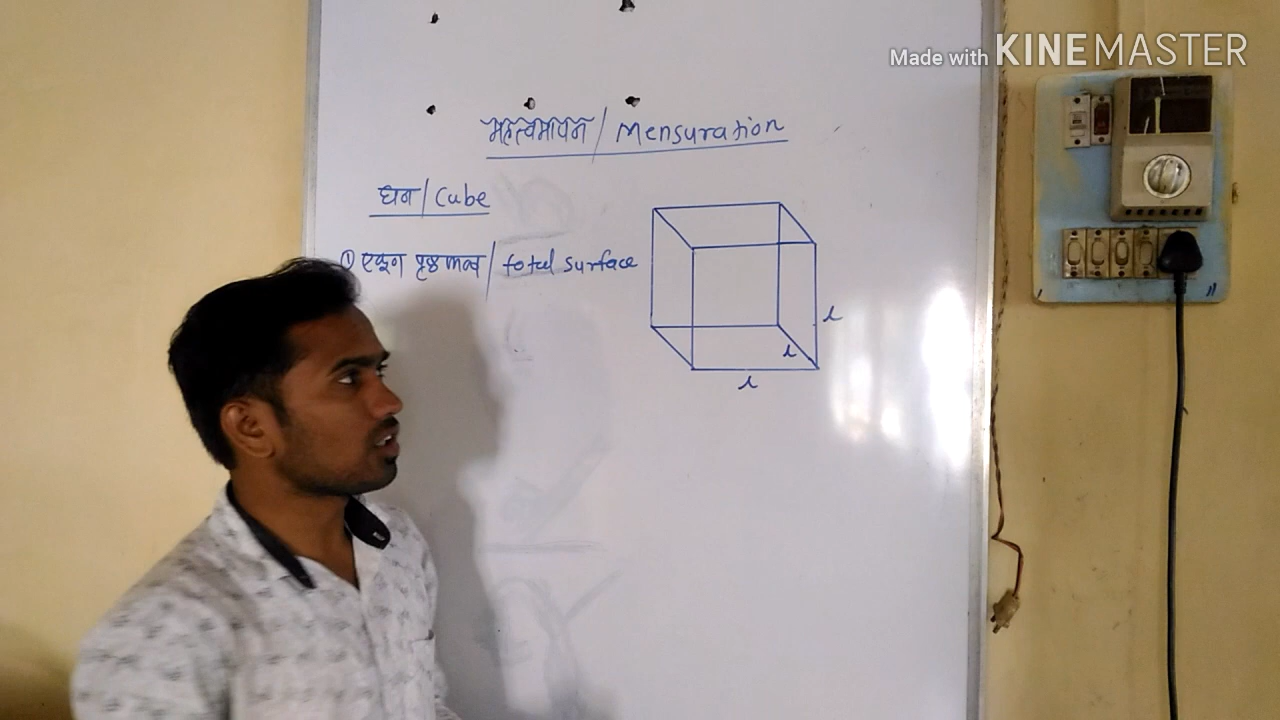 Made with KINEMASTER
महत्वमापन / Mensuration
घन / Cube
① एकूण पृष्ठफळ / total surface
l
l
l